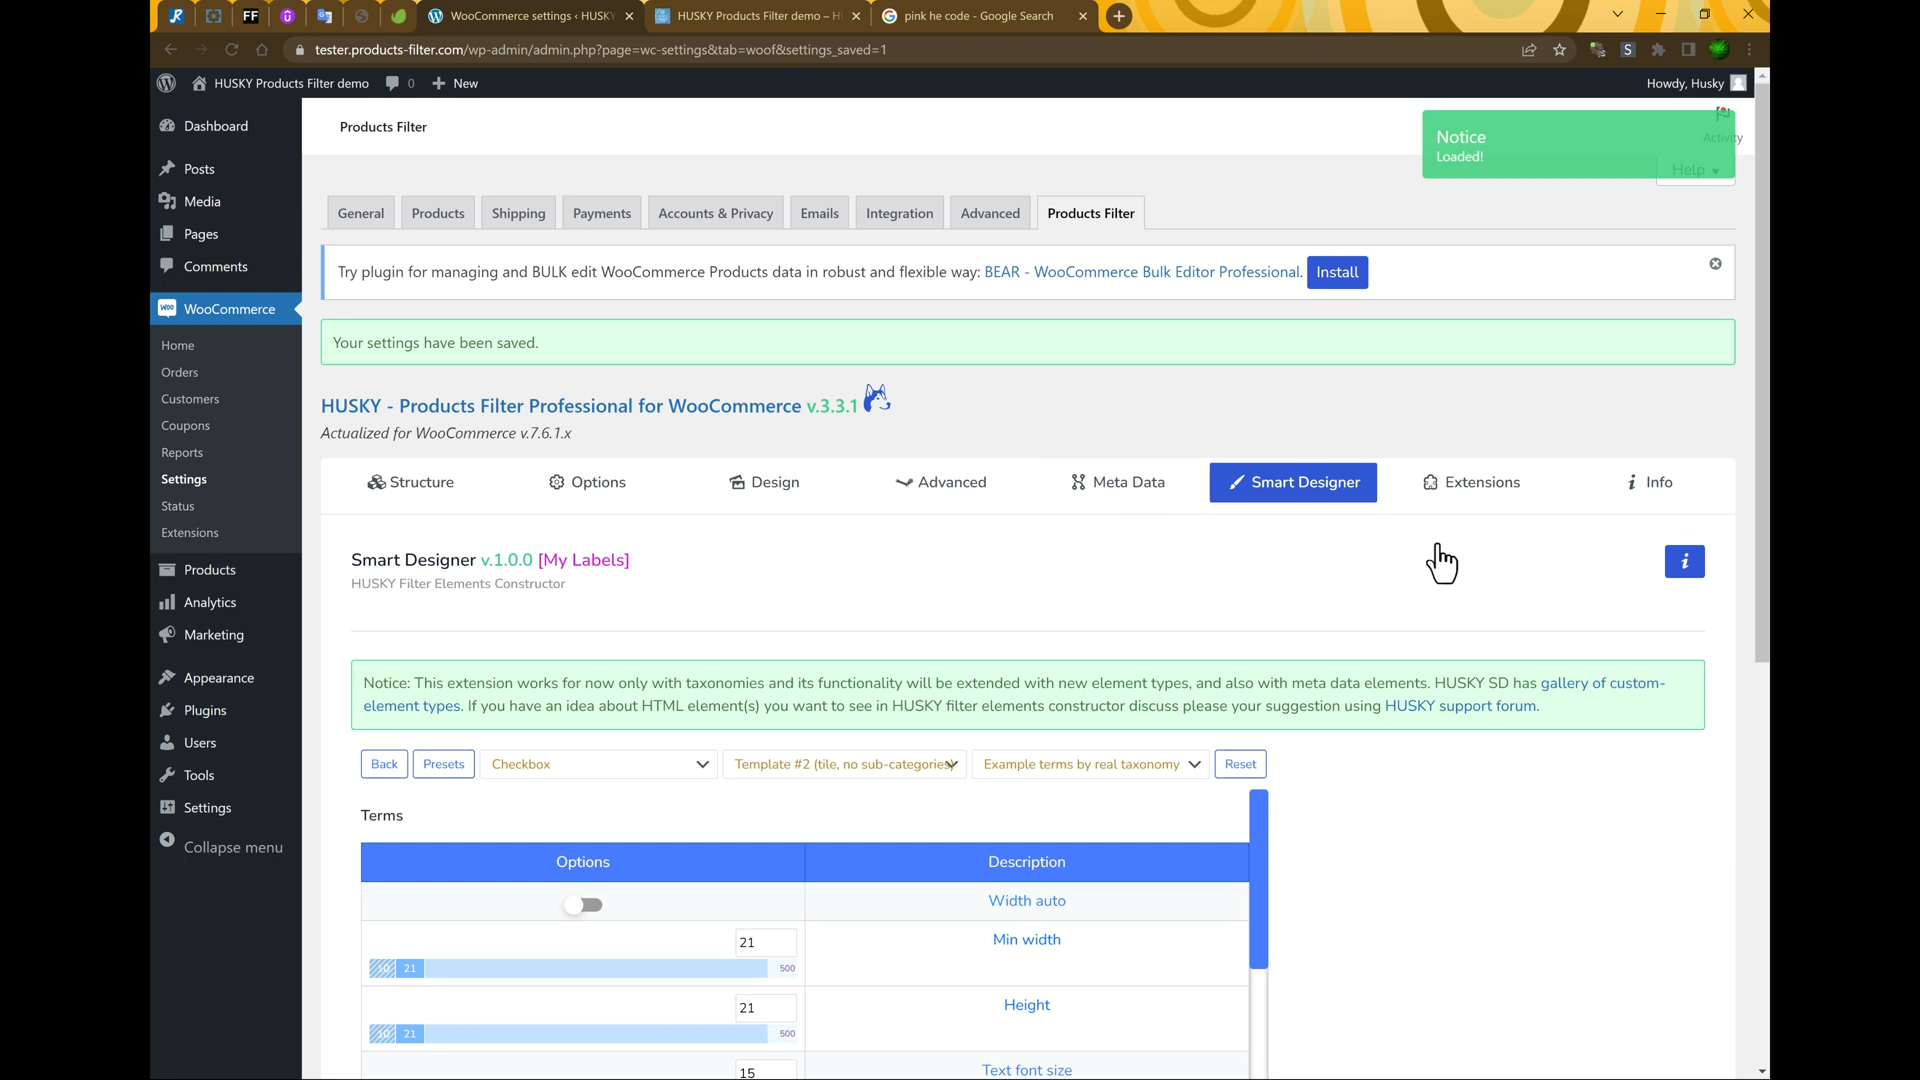 WooCommerce settings ‹ HUSKY
HUSKY Products Filter demo – H
pink he code - Google Search
tester.products-filter.com/wp-admin/admin.php?page=wc-settings&tab=woof&settings_saved=1
HUSKY Products Filter demo
0
New
Howdy, Husky
Dashboard
Posts
Media
Pages
Comments
WooCommerce
Home
Orders
Customers
Coupons
Reports
Settings
Status
Extensions
Products
Analytics
Marketing
Appearance
Plugins
Users
Tools
Settings
Collapse menu
Products Filter
Notice
Loaded!
Activity
Help
General
Products
Shipping
Payments
Accounts & Privacy
Emails
Integration
Advanced
Products Filter
Try plugin for managing and BULK edit WooCommerce Products data in robust and flexible way: BEAR - WooCommerce Bulk Editor Professional. Install
Your settings have been saved.
HUSKY - Products Filter Professional for WooCommerce v.3.3.1
Actualized for WooCommerce v.7.6.1.x
Structure
Options
Design
Advanced
Meta Data
Smart Designer
Extensions
Info
Smart Designer v.1.0.0 [My Labels]
HUSKY Filter Elements Constructor
i
Notice: This extension works for now only with taxonomies and its functionality will be extended with new element types, and also with meta data elements. HUSKY SD has gallery of custom-
element types. If you have an idea about HTML element(s) you want to see in HUSKY filter elements constructor discuss please your suggestion using HUSKY support forum.
Back
Presets
Checkbox
Template #2 (tile, no sub-categories)
Example terms by real taxonomy
Reset
Terms
Options
Description
Width auto
21
Min width
10
21
500
21
Height
10
21
500
15
Text font size